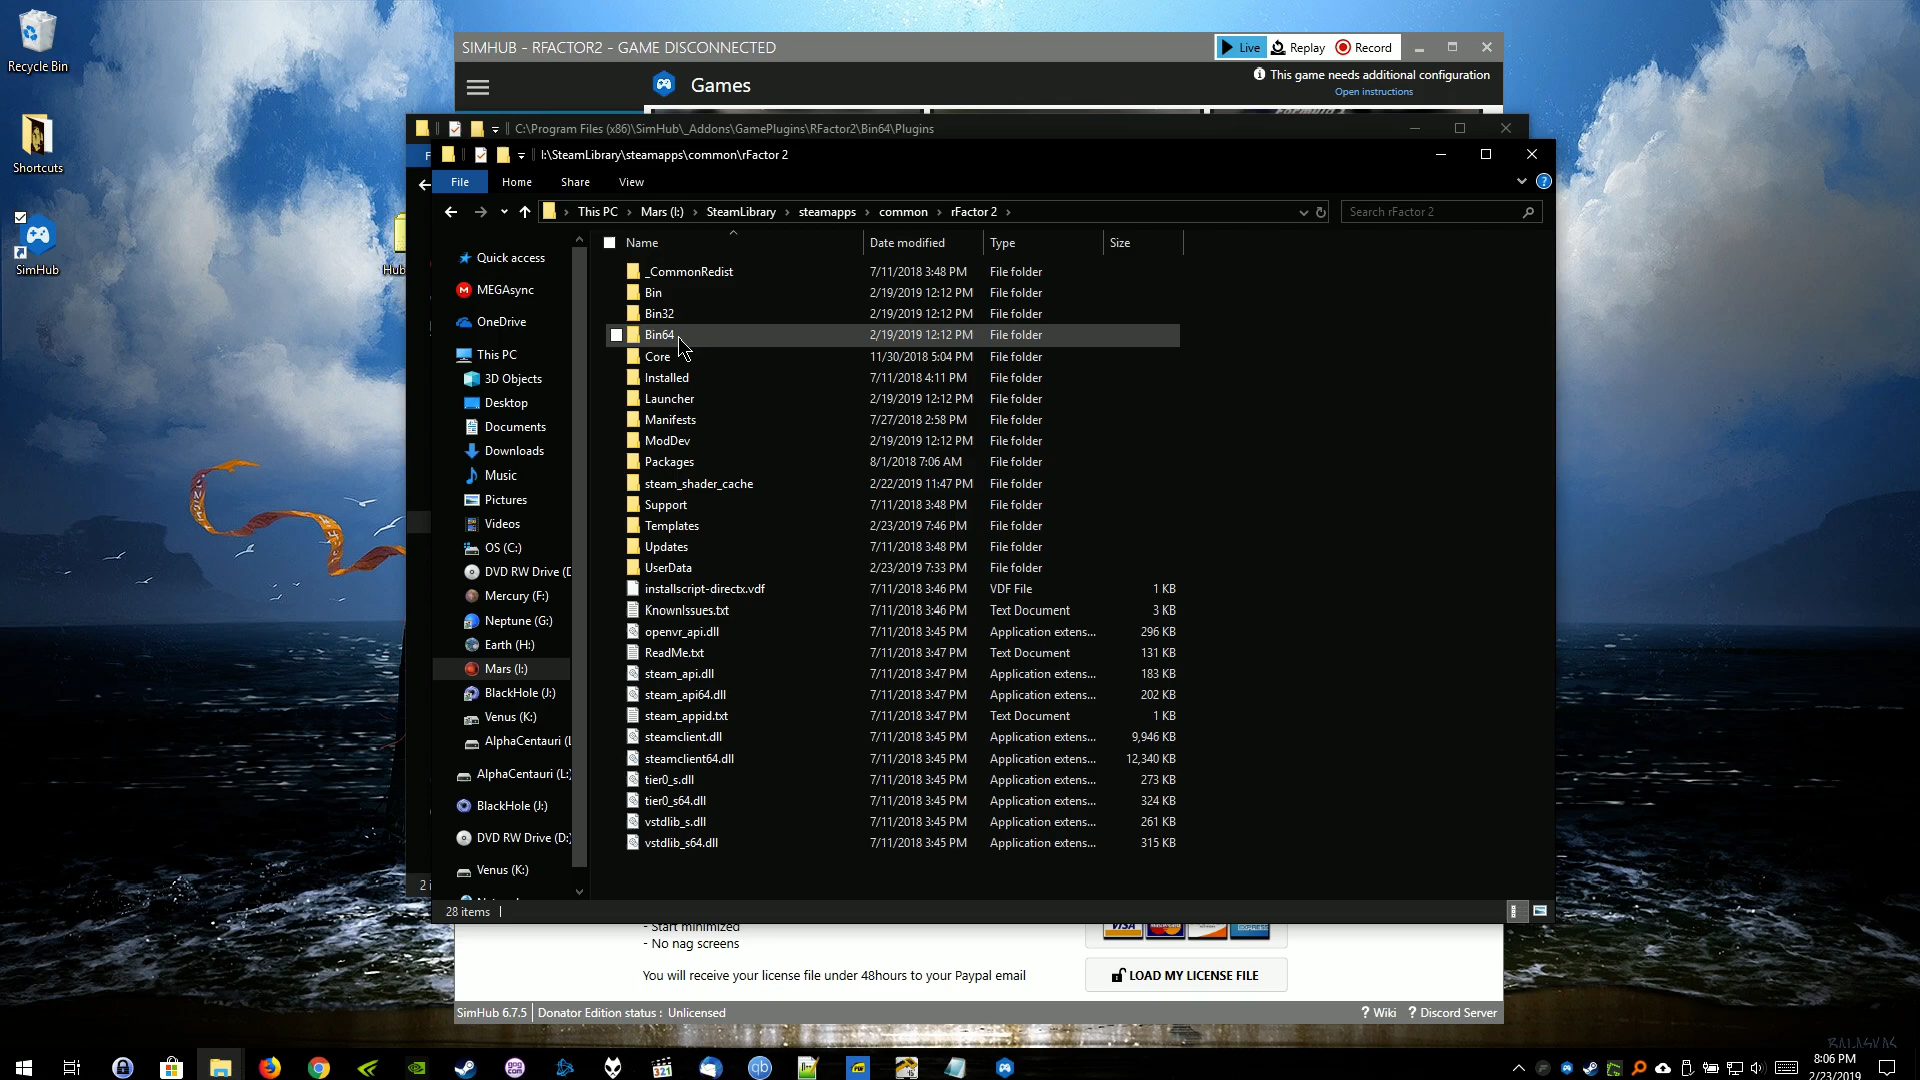 Recycle Bin
Shortcuts
SimHub
SIMHUB - RFACTOR2 - GAME DISCONNECTED
Live
Replay
Record
Games
This game needs additional configuration
Open instructions
C:\Program Files (x86)\SimHub\_Addons\GamePlugins\RFactor2\Bin64\Plugins
I:\SteamLibrary\steamapps\common\rFactor 2
File
Home
Share
View
This PC
Mars (I:)
SteamLibrary
steamapps
common
rFactor 2
Search rFactor 2
Name
Date modified
Type
Size
Quick access
MEGAsync
OneDrive
This PC
3D Objects
Desktop
Documents
Downloads
Music
Pictures
Videos
OS (C:)
DVD RW Drive (D
Mercury (F:)
Neptune (G:)
Earth (H:)
Mars (I:)
BlackHole (J:)
Venus (K:)
AlphaCentauri (L
AlphaCentauri (L:)
BlackHole (J:)
DVD RW Drive (D:)
Venus (K:)
_CommonRedist 7/11/2018 3:48 PM File folder
Bin 2/19/2019 12:12 PM File folder
Bin32 2/19/2019 12:12 PM File folder
Bin64 2/19/2019 12:12 PM File folder
Core 11/30/2018 5:04 PM File folder
Installed 7/11/2018 4:11 PM File folder
Launcher 2/19/2019 12:12 PM File folder
Manifests 7/27/2018 2:58 PM File folder
ModDev 2/19/2019 12:12 PM File folder
Packages 8/1/2018 7:06 AM File folder
steam_shader_cache 2/22/2019 11:47 PM File folder
Support 7/11/2018 3:48 PM File folder
Templates 2/23/2019 7:46 PM File folder
Updates 7/11/2018 3:48 PM File folder
UserData 2/23/2019 7:33 PM File folder
installscript-directx.vdf 7/11/2018 3:46 PM VDF File 1 KB
KnownIssues.txt 7/11/2018 3:46 PM Text Document 3 KB
openvr_api.dll 7/11/2018 3:45 PM Application extens... 296 KB
ReadMe.txt 7/11/2018 3:47 PM Text Document 131 KB
steam_api.dll 7/11/2018 3:47 PM Application extens... 183 KB
steam_api64.dll 7/11/2018 3:47 PM Application extens... 202 KB
steam_appid.txt 7/11/2018 3:47 PM Text Document 1 KB
steamclient.dll 7/11/2018 3:45 PM Application extens... 9,946 KB
steamclient64.dll 7/11/2018 3:45 PM Application extens... 12,340 KB
tier0_s.dll 7/11/2018 3:45 PM Application extens... 273 KB
tier0_s64.dll 7/11/2018 3:45 PM Application extens... 324 KB
vstdlib_s.dll 7/11/2018 3:45 PM Application extens... 261 KB
vstdlib_s64.dll 7/11/2018 3:45 PM Application extens... 315 KB
28 items
- Start minimized
- No nag screens
You will receive your license file under 48hours to your Paypal email
VISA
LOAD MY LICENSE FILE
SimHub 6.7.5
Donator Edition status : Unlicensed
? Wiki
? Discord Server
8:06 PM
2/23/2019